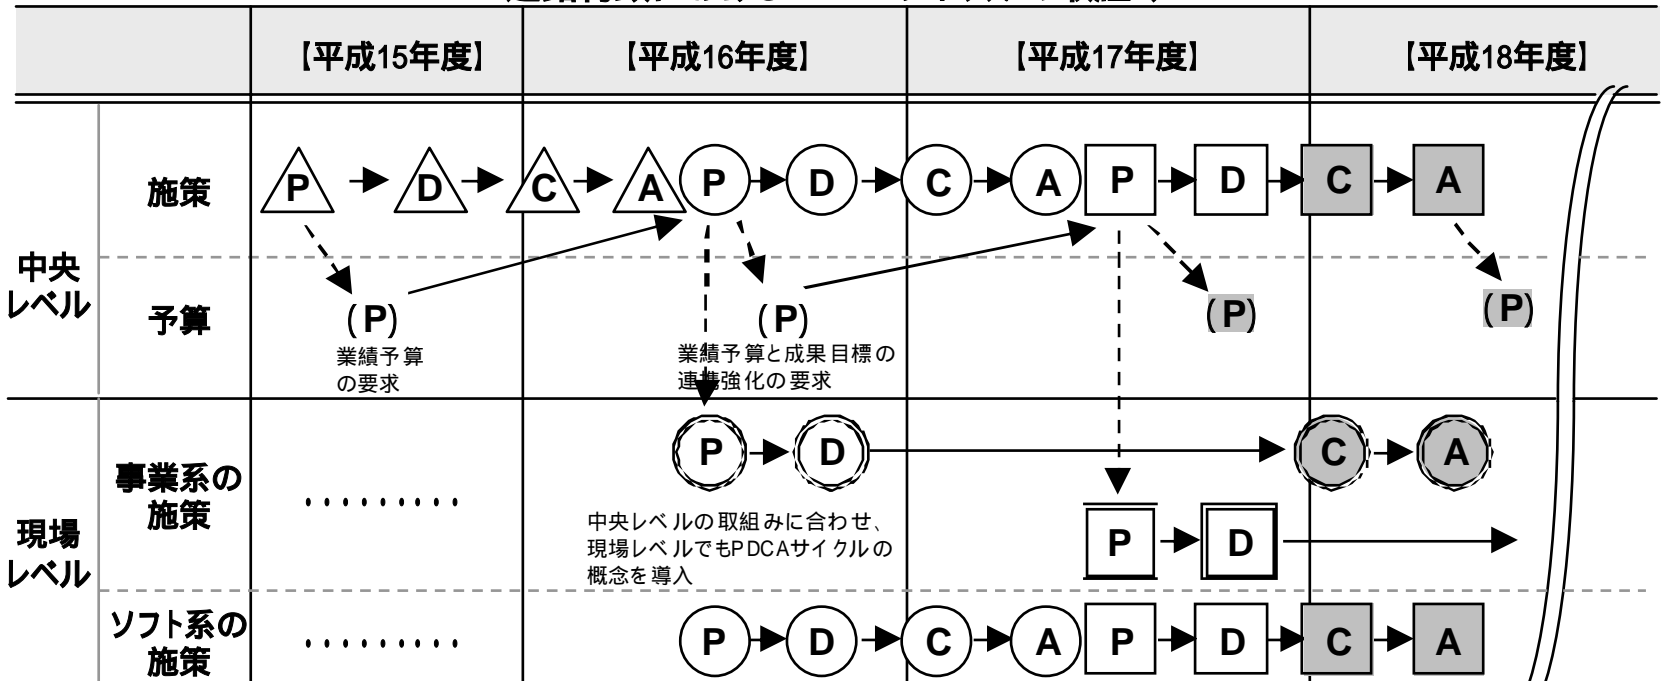 【平成15年度】 【平成16年度】 【平成17年度】 【平成18年度】
中央
レベル
施策
P D C A P D C A P D C A
予算
(P) (P) (P) (P)
業績予算
の要求
業績予算と成果目標の
連携強化の要求
現場
レベル
事業系の
施策
・・・・・・・・・
P D C A
P D
中央レベルの取組みに合わせ、
現場レベルでもPDCAサイクルの
概念を導入
ソフト系の
施策
・・・・・・・・・
P D C A P D C A